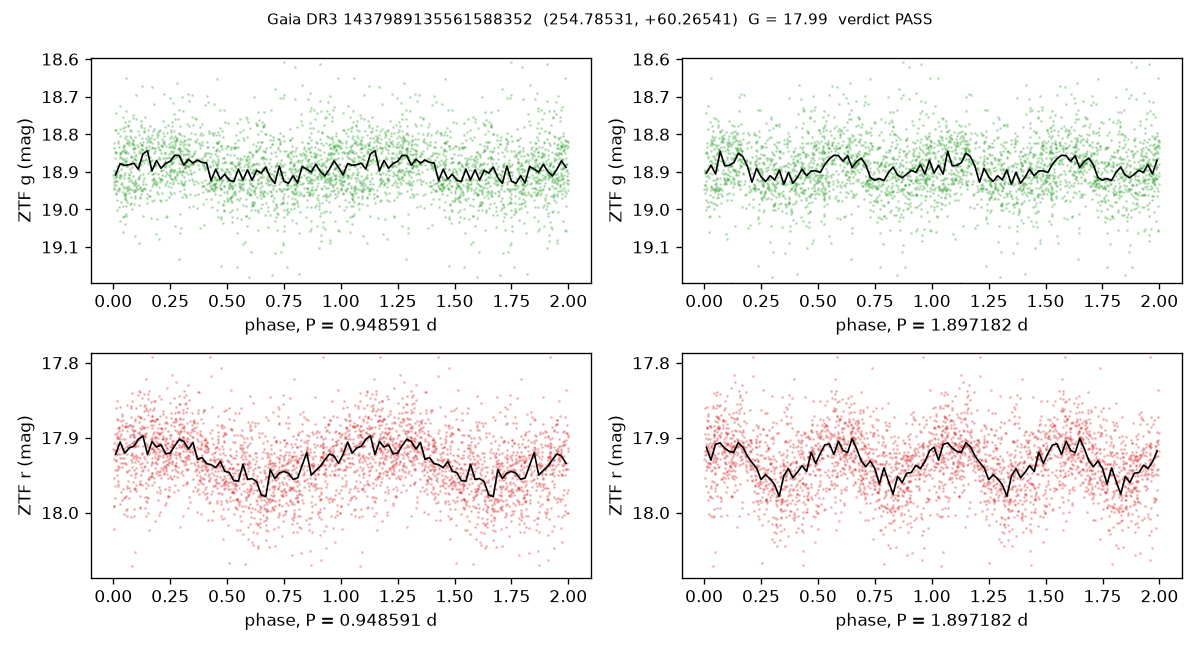 Gaia DR3 1437989135561588352 (254.78531, +60.26541) G = 17.99 verdict PASS
ZTF g (mag)
18.6
18.7
18.8
18.9
19.0
19.1
0.00 0.25 0.50 0.75 1.00 1.25 1.50 1.75 2.00
phase, P = 0.948591 d
ZTF g (mag)
18.6
18.7
18.8
18.9
19.0
19.1
0.00 0.25 0.50 0.75 1.00 1.25 1.50 1.75 2.00
phase, P = 1.897182 d
ZTF r (mag)
17.8
17.9
18.0
0.00 0.25 0.50 0.75 1.00 1.25 1.50 1.75 2.00
phase, P = 0.948591 d
ZTF r (mag)
17.8
17.9
18.0
0.00 0.25 0.50 0.75 1.00 1.25 1.50 1.75 2.00
phase, P = 1.897182 d